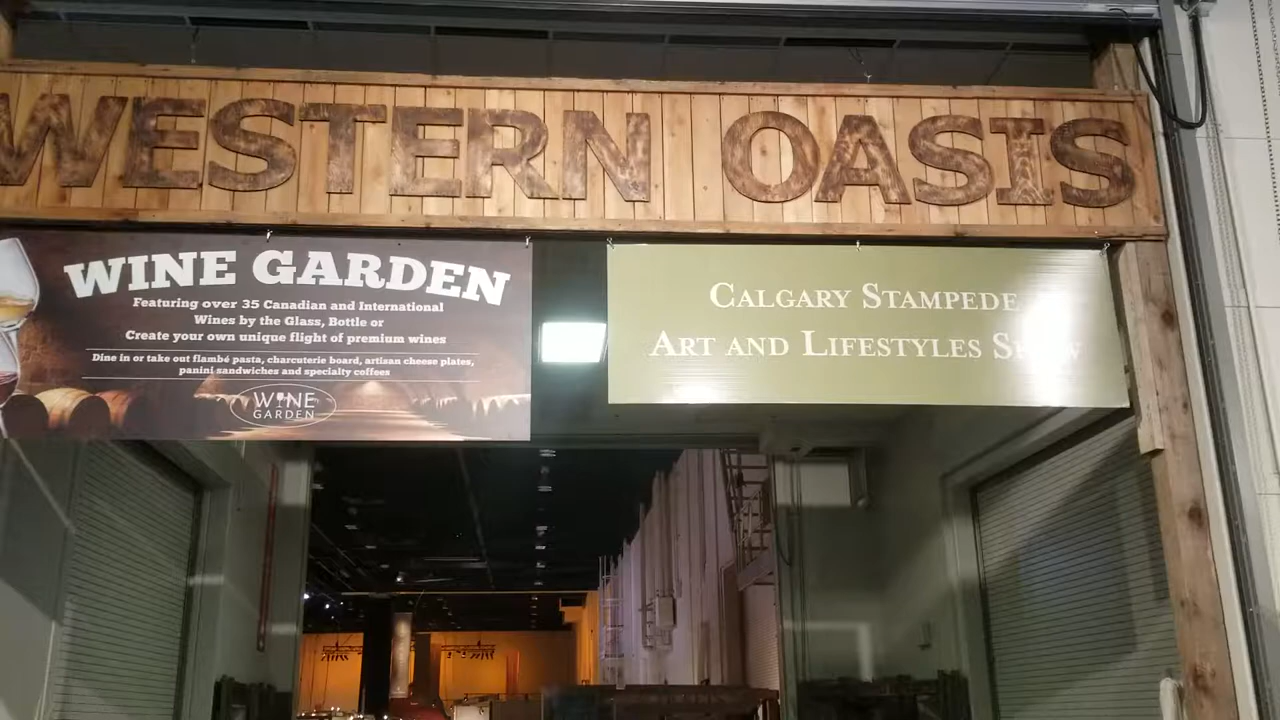 WESTERN OASIS
WINE GARDEN
Featuring over 35 Canadian and International
Wines by the Glass, Bottle or
Create your own unique flight of premium wines
Dine in or take out flambé pasta, charcuterie board, artisan cheese plates,
panini sandwiches and specialty coffees
WINE
GARDEN
CALGARY STAMPEDE
ART AND LIFESTYLES SHOW